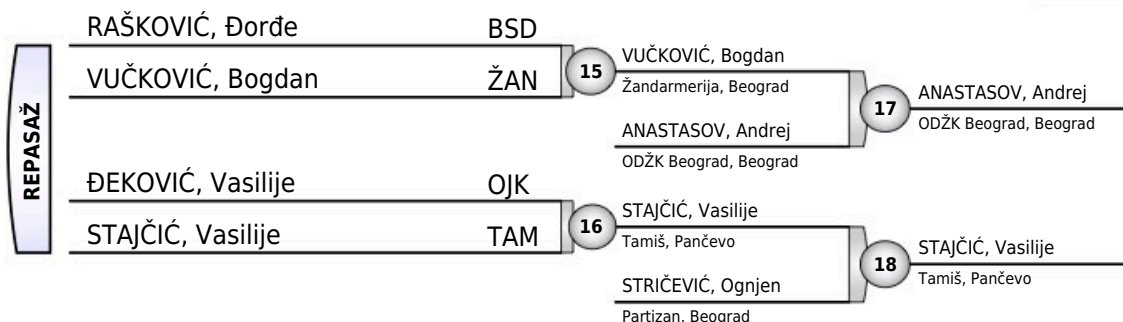 REPASAŽ
RAŠKOVIĆ, Đorđe BSD
VUČKOVIĆ, Bogdan ŽAN
15
VUČKOVIĆ, Bogdan
Žandarmerija, Beograd
ANASTASOV, Andrej
ODŽK Beograd, Beograd
17
ANASTASOV, Andrej
ODŽK Beograd, Beograd
ĐEKOVIĆ, Vasilije OJK
STAJČIĆ, Vasilije TAM
16
STAJČIĆ, Vasilije
Tamiš, Pančevo
STRIČEVIĆ, Ognjen
Partizan, Beograd
18
STAJČIĆ, Vasilije
Tamiš, Pančevo